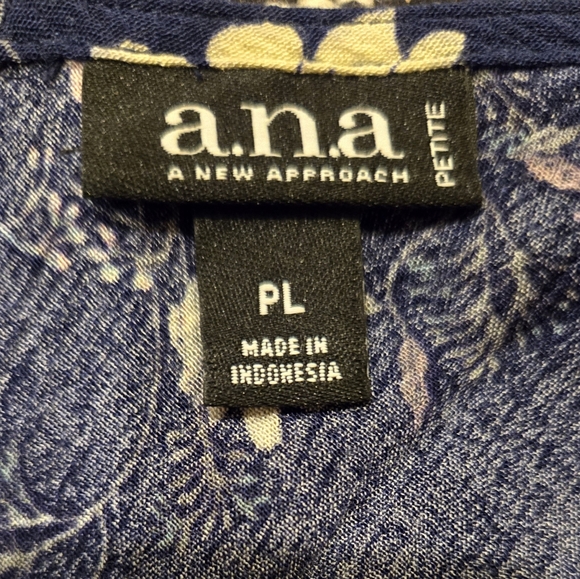 a.n.a
A NEW APPROACH
PETITE
PL
MADE IN
INDONESIA